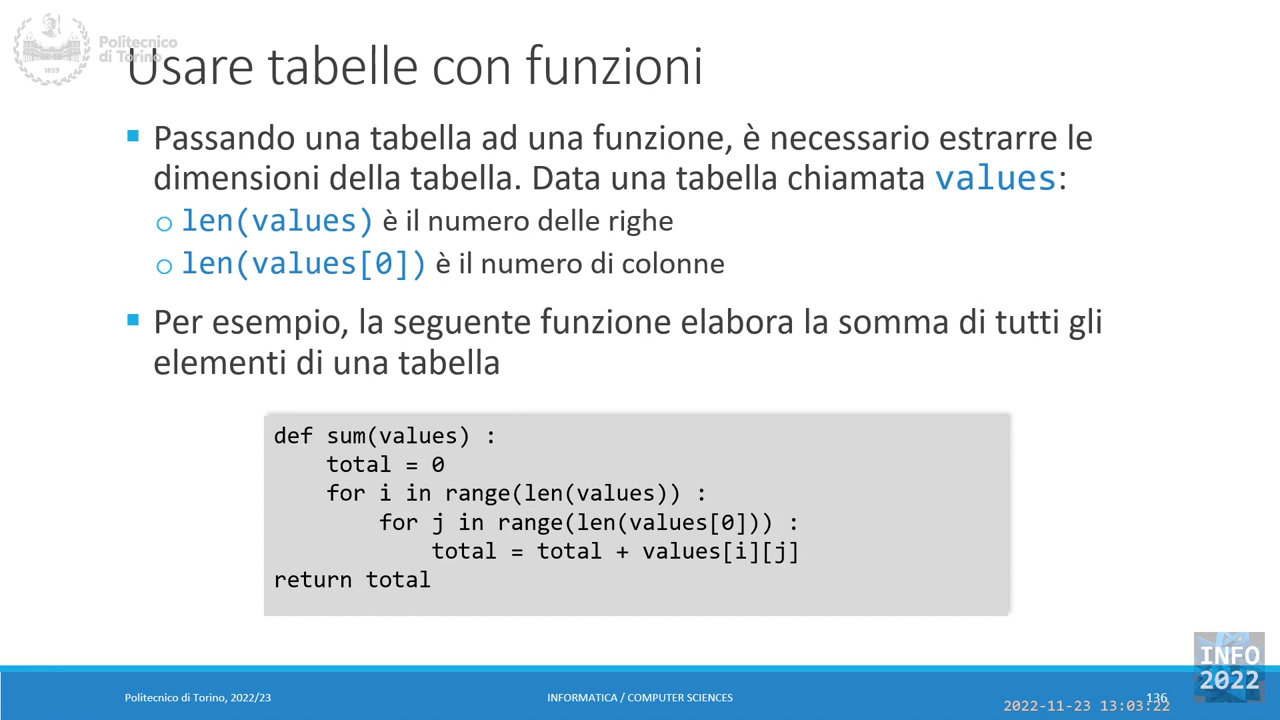 Politecnico
di Torino
1859
Usare tabelle con funzioni
Passando una tabella ad una funzione, è necessario estrarre le
dimensioni della tabella. Data una tabella chiamata values:
len(values) è il numero delle righe
len(values[0]) è il numero di colonne
Per esempio, la seguente funzione elabora la somma di tutti gli
elementi di una tabella
def sum(values) :
    total = 0
    for i in range(len(values)) :
        for j in range(len(values[0])) :
            total = total + values[i][j]
return total
Politecnico di Torino, 2022/23
INFORMATICA / COMPUTER SCIENCES
136
2022-11-23 13:03:22
INFO
2022